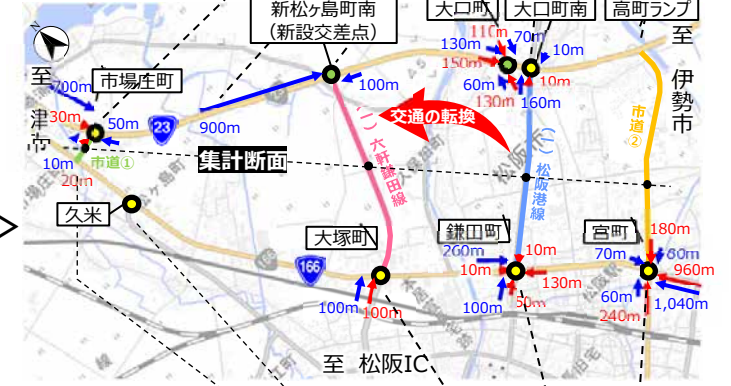 新松ヶ島町南
(新設交差点)
大口町
大口町南
高町ランプ
至
伊勢市
至
津市
700m
市場庄町
30m
50m
10m
20m
市道①
23
900m
100m
130m
110m
70m
10m
150m
60m
130m
10m
160m
交通の転換
集計断面
(一)六軒鎌田線
(一)松阪港線
市道②
久米
大塚町
166
100m
100m
鎌田町
260m
10m
10m
130m
100m
50m
宮町
180m
70m
60m
960m
60m
1,040m
240m
至 松阪IC